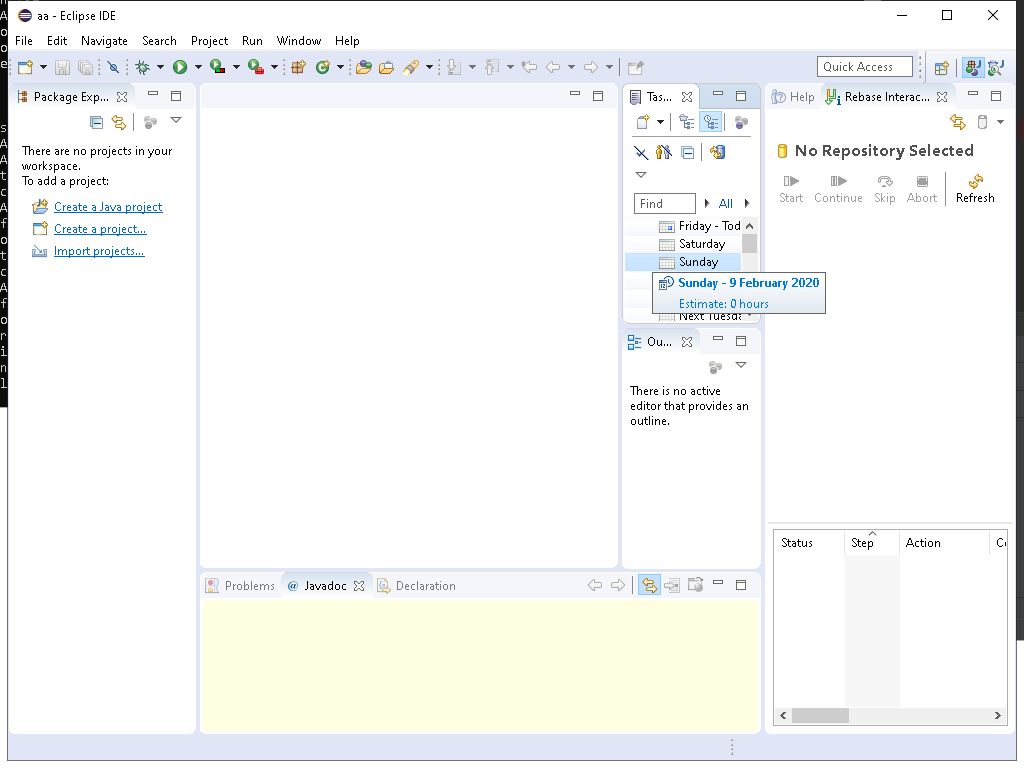 aa - Eclipse IDE
File Edit Navigate Search Project Run Window Help
Quick Access
Package Exp...
There are no projects in your
workspace.
To add a project:
Create a Java project
Create a project...
Import projects...
Tas...
Find
All
Friday - Tod
Saturday
Sunday
Sunday - 9 February 2020
Estimate: 0 hours
Next Tuesda
Ou...
There is no active
editor that provides an
outline.
Help
Rebase Interac...
No Repository Selected
Start Continue Skip Abort Refresh
Status Step Action
Problems @ Javadoc Declaration